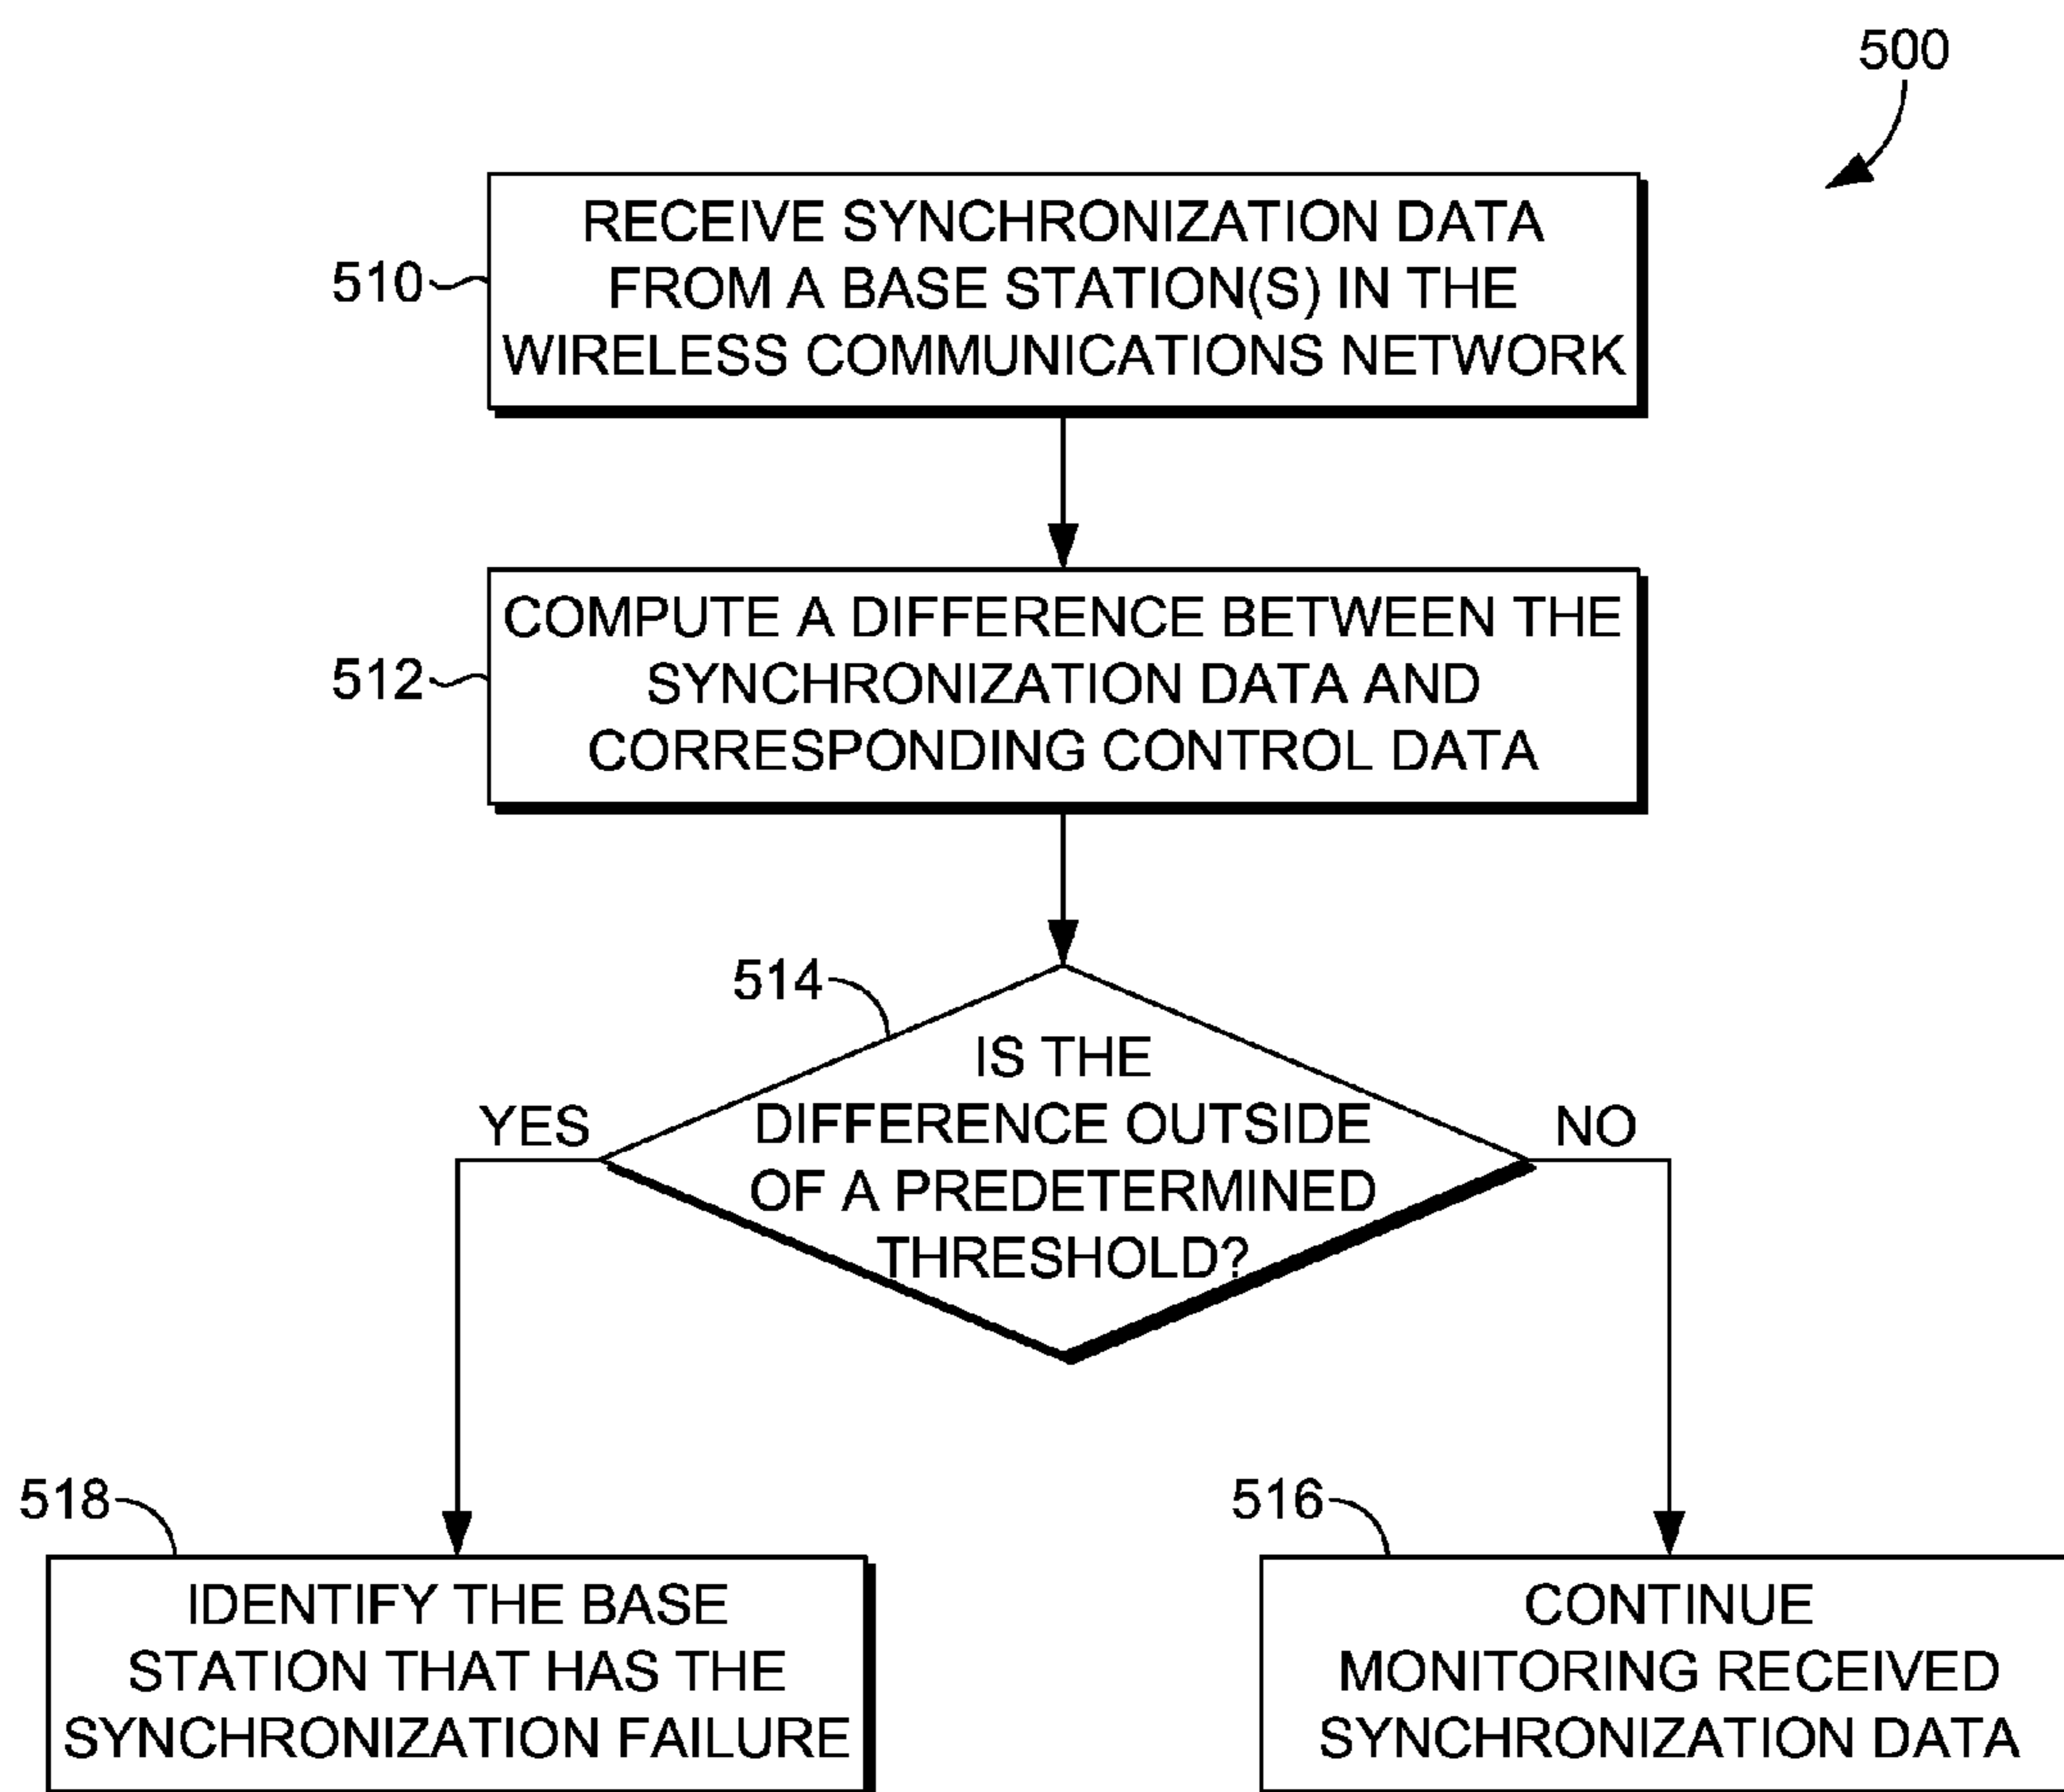 500
RECEIVE SYNCHRONIZATION DATA
FROM A BASE STATION(S) IN THE
WIRELESS COMMUNICATIONS NETWORK
510
COMPUTE A DIFFERENCE BETWEEN THE
SYNCHRONIZATION DATA AND
CORRESPONDING CONTROL DATA
512
514
IS THE
DIFFERENCE OUTSIDE
OF A PREDETERMINED
THRESHOLD?
YES
NO
518
IDENTIFY THE BASE
STATION THAT HAS THE
SYNCHRONIZATION FAILURE
516
CONTINUE
MONITORING RECEIVED
SYNCHRONIZATION DATA